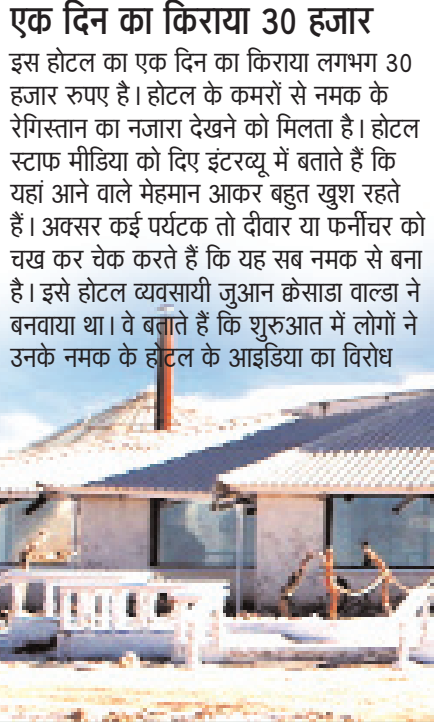 एक दिन का किराया 30 हजार
इस होटल का एक दिन का किराया लगभग 30
हजार रुपए है। होटल के कमरों से नमक के
रेगिस्तान का नजारा देखने को मिलता है। होटल
स्टाफ मीडिया को दिए इंटरव्यू में बताते हैं कि
यहां आने वाले मेहमान आकर बहुत खुश रहते
हैं। अक्सर कई पर्यटक तो दीवार या फर्नीचर को
चख कर चेक करते हैं कि यह सब नमक से बना
है। इसे होटल व्यवसायी जुआन क्वेसाडा वाल्डा ने
बनवाया था। वे बताते हैं कि शुरुआत में लोगों ने
उनके नमक के होटल के आइडिया का विरोध